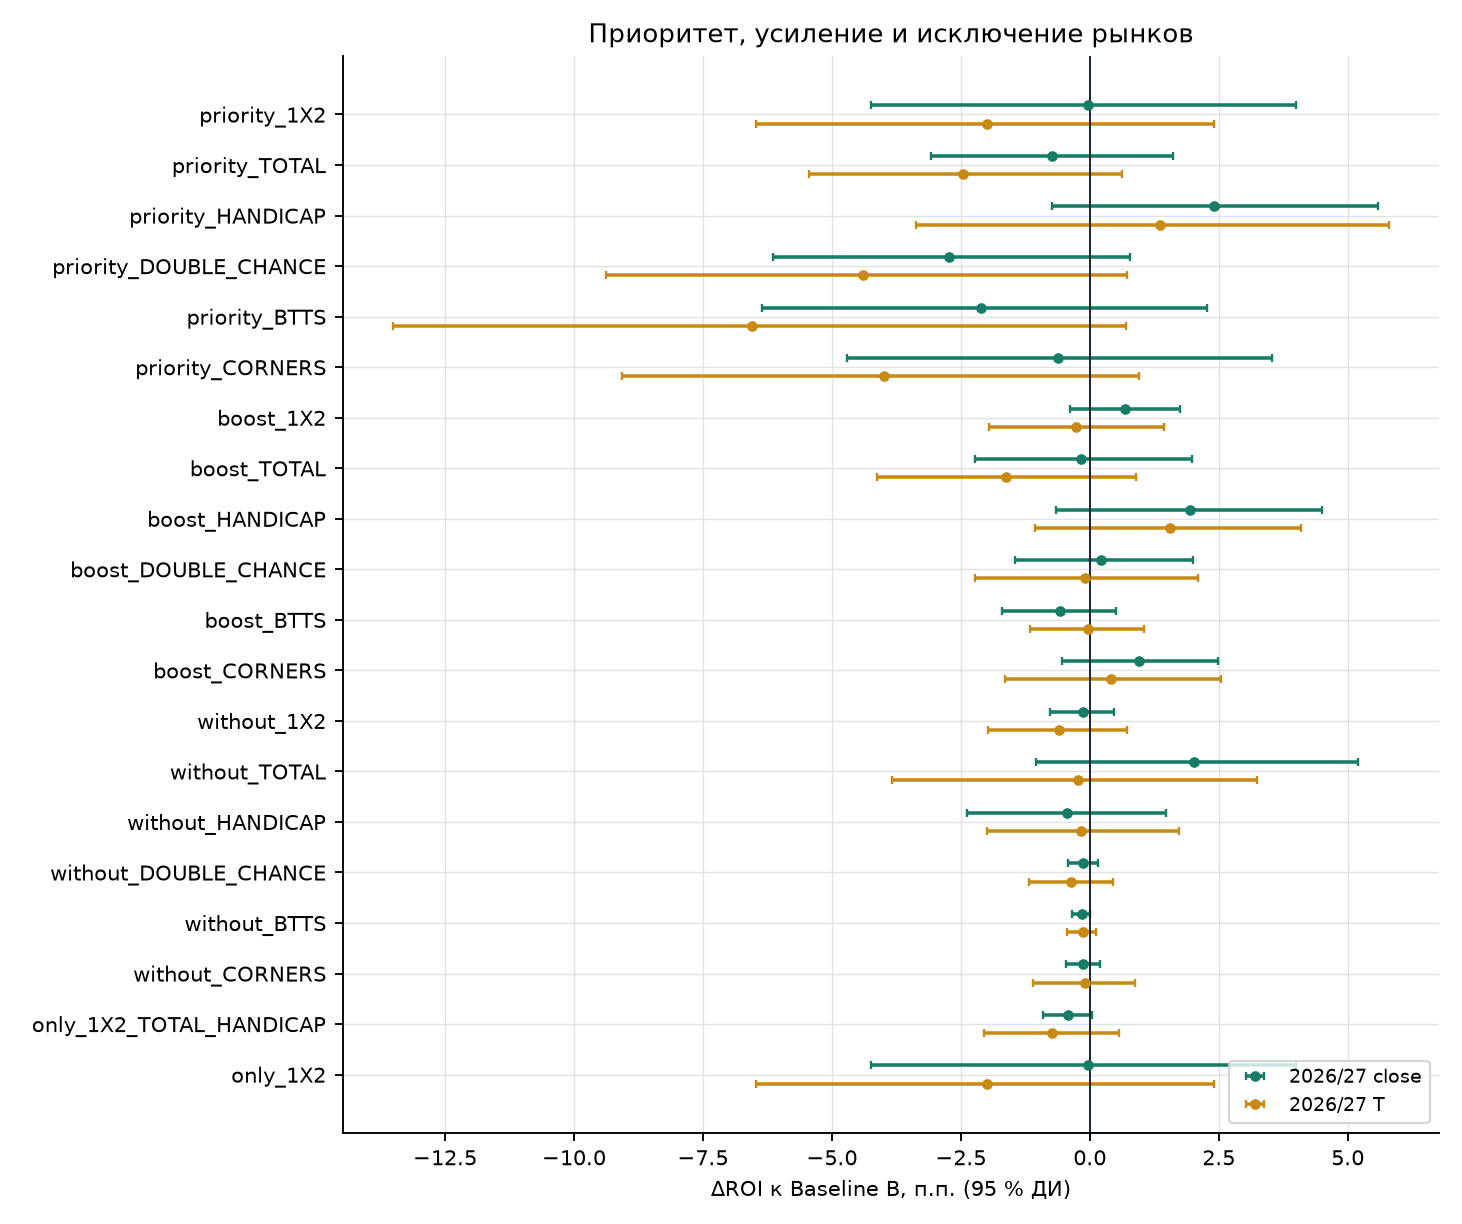 Приоритет, усиление и исключение рынков
priority_1X2
priority_TOTAL
priority_HANDICAP
priority_DOUBLE_CHANCE
priority_BTTS
priority_CORNERS
boost_1X2
boost_TOTAL
boost_HANDICAP
boost_DOUBLE_CHANCE
boost_BTTS
boost_CORNERS
without_1X2
without_TOTAL
without_HANDICAP
without_DOUBLE_CHANCE
without_BTTS
without_CORNERS
only_1X2_TOTAL_HANDICAP
only_1X2
2026/27 close
2026/27 T
−12.5 −10.0 −7.5 −5.0 −2.5 0.0 2.5 5.0
ΔROI к Baseline B, п.п. (95 % ДИ)